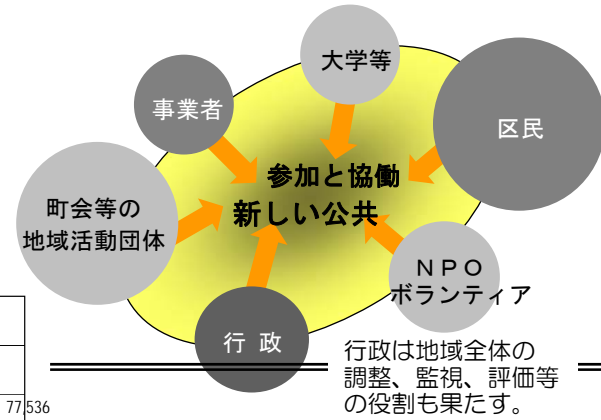 大学等
事業者
区民
参加と協働
新しい公共
町会等の
地域活動団体
ＮＰＯ
ボランティア
行 政
行政は地域全体の
調整、監視、評価等
の役割も果たす。
77,536